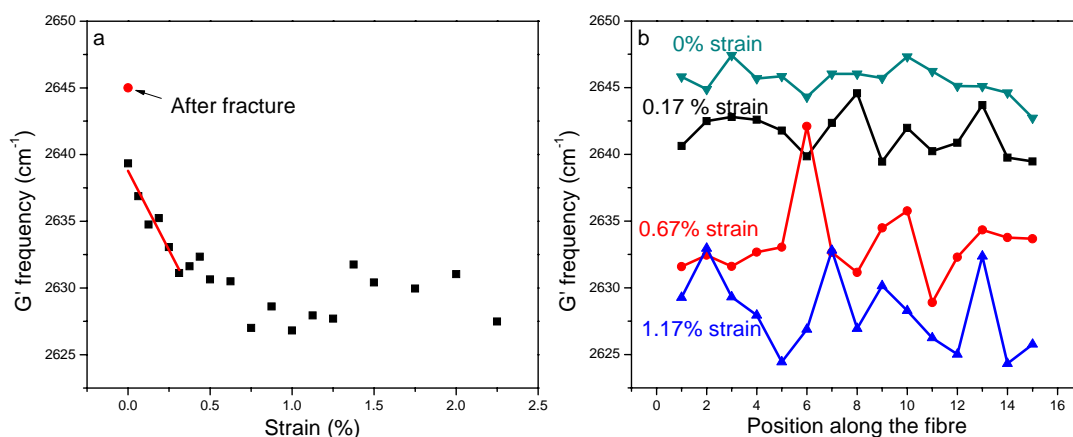 a
After fracture
G' frequency (cm⁻¹)
2650
2645
2640
2635
2630
2625
0.0 0.5 1.0 1.5 2.0 2.5
Strain (%)
b
0% strain
0.17 % strain
0.67% strain
1.17% strain
G' frequency (cm⁻¹)
2650
2645
2640
2635
2630
2625
0 2 4 6 8 10 12 14 16
Position along the fibre